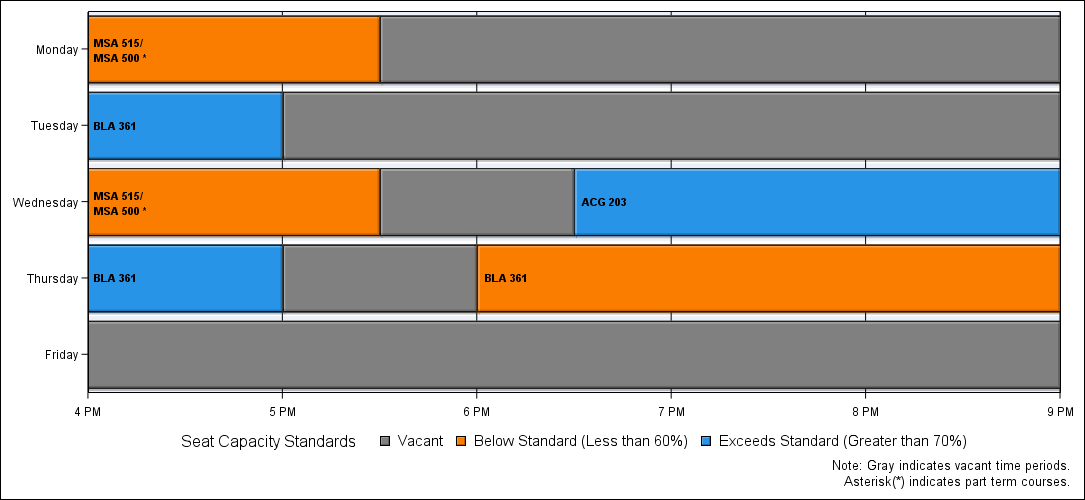 Monday
MSA 515/
MSA 500 *
Tuesday
BLA 361
Wednesday
MSA 515/
MSA 500 *
ACG 203
Thursday
BLA 361
BLA 361
Friday
4 PM 5 PM 6 PM 7 PM 8 PM 9 PM
Seat Capacity Standards Vacant Below Standard (Less than 60%) Exceeds Standard (Greater than 70%)
Note: Gray indicates vacant time periods.
Asterisk(*) indicates part term courses.